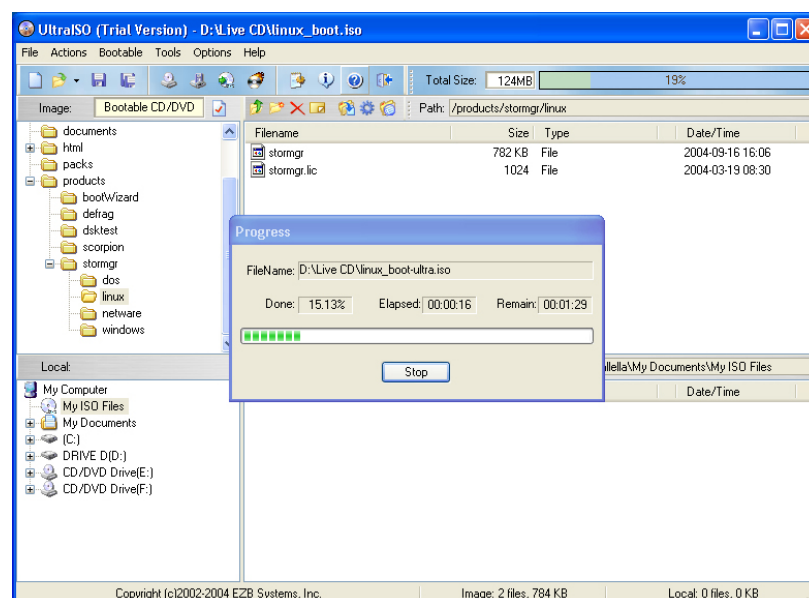 UltraISO (Trial Version) - D:\Live CD\linux_boot.iso
File Actions Bootable Tools Options Help
Total Size: 124MB 19%
Image: Bootable CD/DVD Path: /products/stormgr/linux
documents
html
packs
products
bootWizard
defrag
dsktest
scorpion
stormgr
dos
linux
netware
windows
Filename Size Type Date/Time
stormgr 782 KB File 2004-09-16 16:06
stormgr.lic 1024 File 2004-03-19 08:30
Progress
FileName: D:\Live CD\linux_boot-ultra.iso
Done: 15.13% Elapsed: 00:00:16 Remain: 00:01:29
Stop
Local: \My Documents\My ISO Files
Date/Time
My Computer
My ISO Files
My Documents
(C:)
DRIVE D(D:)
CD/DVD Drive(E:)
CD/DVD Drive(F:)
Copyright (c)2002-2004 EZB Systems, Inc. Image: 2 files, 784 KB Local: 0 files, 0 KB